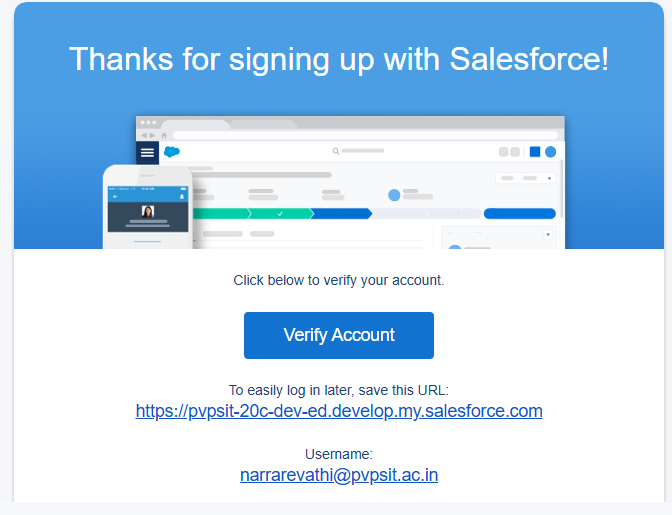 Thanks for signing up with Salesforce!
Click below to verify your account.
Verify Account
To easily log in later, save this URL:
https://pvpsit-20c-dev-ed.develop.my.salesforce.com
Username:
narrarevathi@pvpsit.ac.in